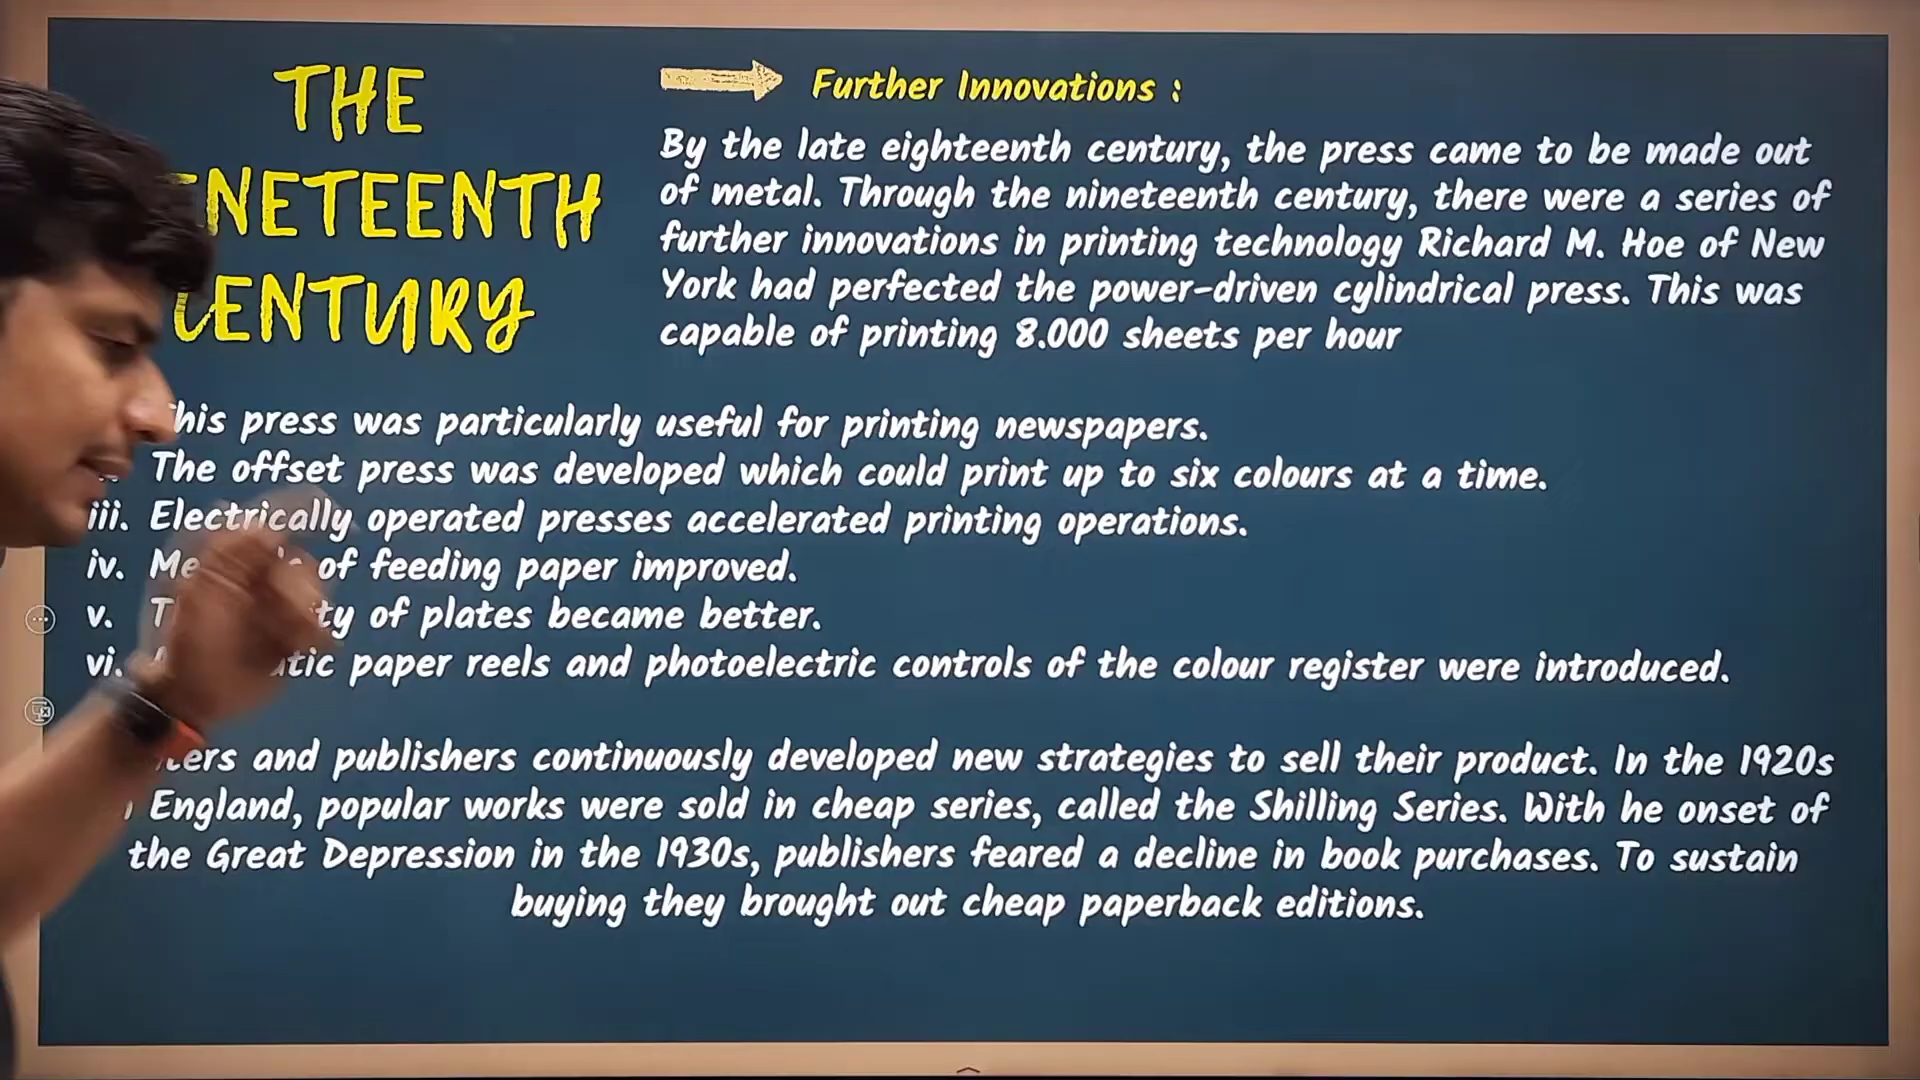 THE
CENTURY
Further Innovations :
By the late eighteenth century, the press came to be made out
of metal. Through the nineteenth century, there were a series of
further innovations in printing technology Richard M. Hoe of New
York had perfected the power-driven cylindrical press. This was
capable of printing 8.000 sheets per hour
This press was particularly useful for printing newspapers.
The offset press was developed which could print up to six colours at a time.
iii. Electrically operated presses accelerated printing operations.
iv. of feeding paper improved.
v. of plates became better.
vi. paper reels and photoelectric controls of the colour register were introduced.
and publishers continuously developed new strategies to sell their product. In the 1920s
England, popular works were sold in cheap series, called the Shilling Series. With he onset of
the Great Depression in the 1930s, publishers feared a decline in book purchases. To sustain
buying they brought out cheap paperback editions.